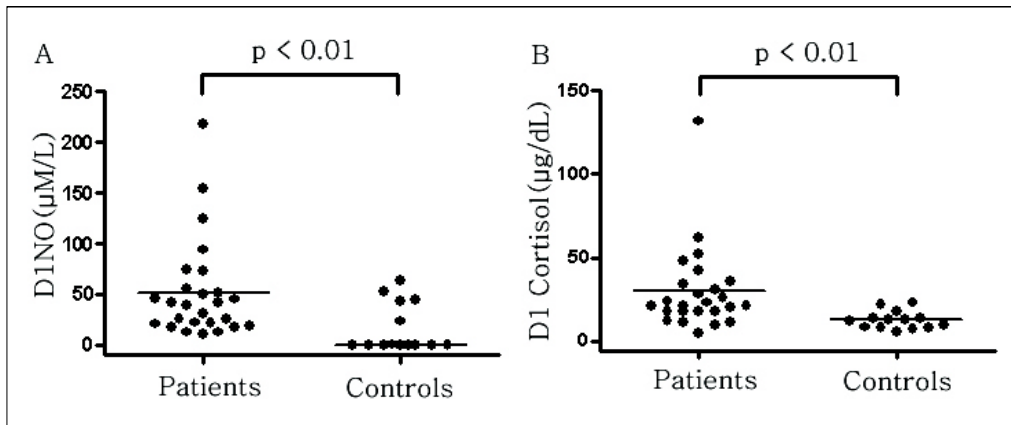 A
p < 0.01
D1NO(µM/L)
250
200
150
100
50
0
Patients
Controls
B
p < 0.01
D1 Cortisol(µg/dL)
150
100
50
0
Patients
Controls